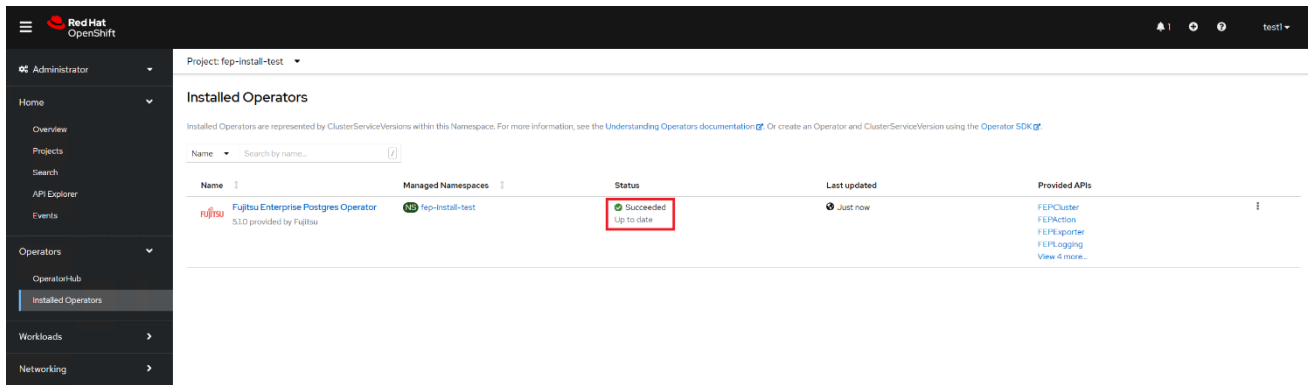 Red Hat
OpenShift
1
test1
Administrator
Project: fep-install-test
Home
Overview
Projects
Search
API Explorer
Events
Operators
OperatorHub
Installed Operators
Workloads
Networking
Installed Operators
Installed Operators are represented by ClusterServiceVersions within this Namespace. For more information, see the Understanding Operators documentation. Or create an Operator and ClusterServiceVersion using the Operator SDK.
Name Search by name... /
Name Managed Namespaces Status Last updated Provided APIs
FUJITSU Fujitsu Enterprise Postgres Operator NS fep-install-test Succeeded Just now FEPCluster
5.1.0 provided by Fujitsu Up to date FEPAction
FEPExporter
FEPLogging
View 4 more...